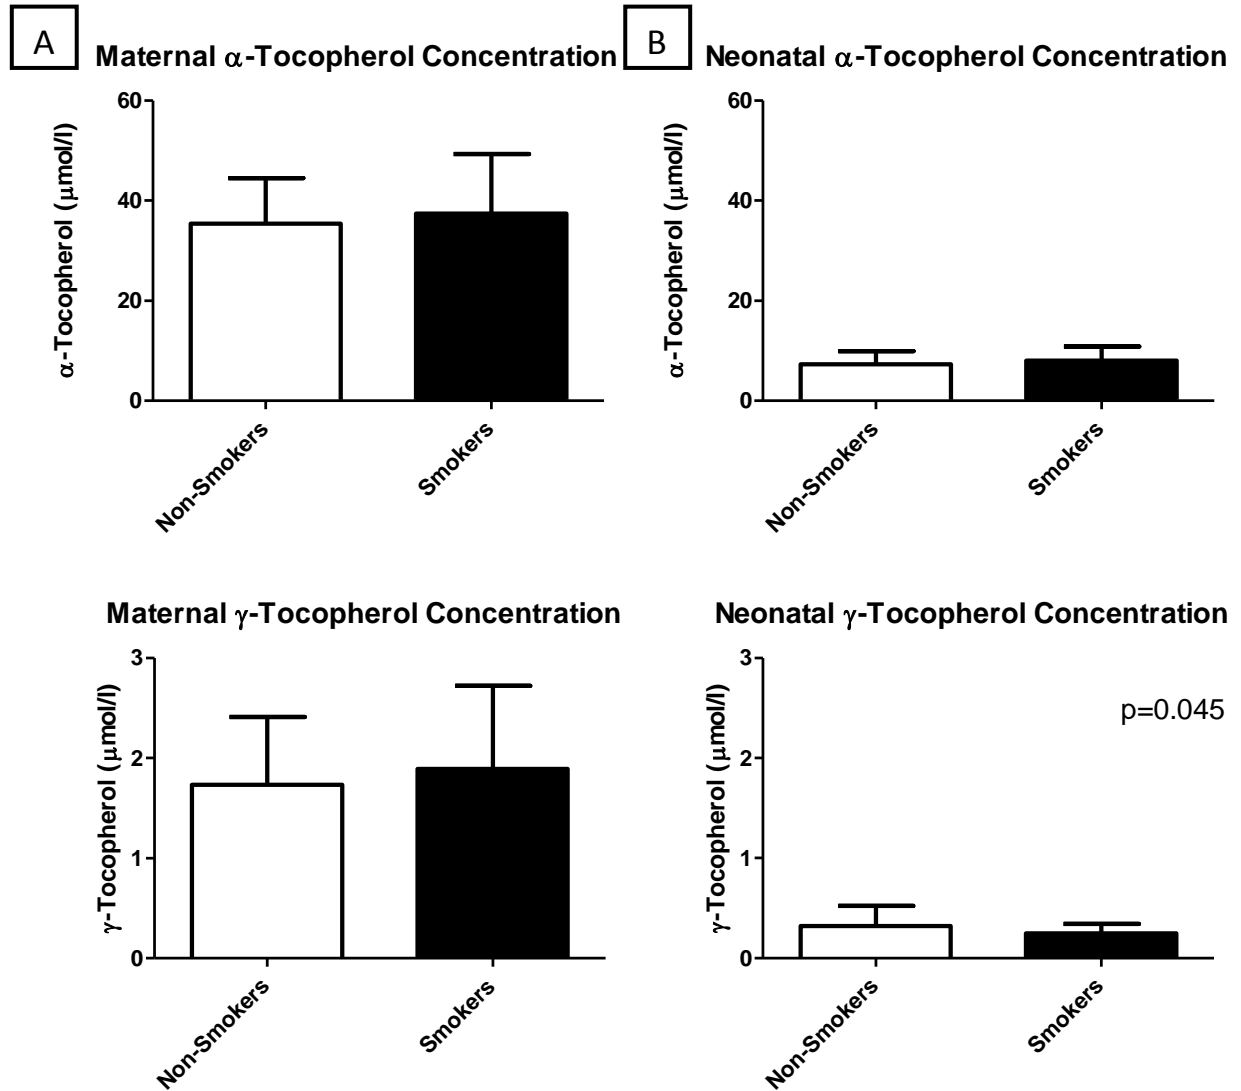 A
Maternal α-Tocopherol Concentration
60
40
20
0
α-Tocopherol (μmol/l)
Non-Smokers
Smokers
B
Neonatal α-Tocopherol Concentration
60
40
20
0
α-Tocopherol (μmol/l)
Non-Smokers
Smokers
Maternal γ-Tocopherol Concentration
3
2
1
0
γ-Tocopherol (μmol/l)
Non-Smokers
Smokers
Neonatal γ-Tocopherol Concentration
3
2
1
0
γ-Tocopherol (μmol/l)
p=0.045
Non-Smokers
Smokers